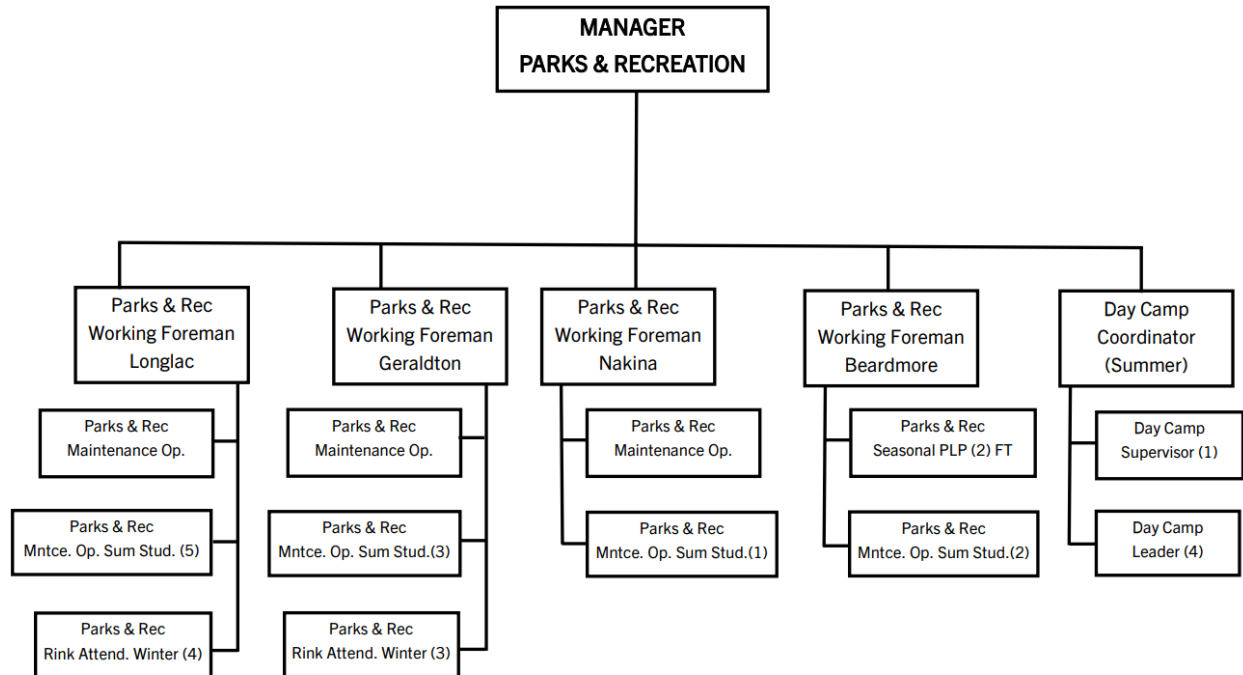 MANAGER
PARKS & RECREATION
Parks & Rec
Working Foreman
Longlac
Parks & Rec
Working Foreman
Geraldton
Parks & Rec
Working Foreman
Nakina
Parks & Rec
Working Foreman
Beardmore
Day Camp
Coordinator
(Summer)
Parks & Rec
Maintenance Op.
Parks & Rec
Maintenance Op.
Parks & Rec
Maintenance Op.
Parks & Rec
Seasonal PLP (2) FT
Day Camp
Supervisor (1)
Parks & Rec
Mntce. Op. Sum Stud. (5)
Parks & Rec
Mntce. Op. Sum Stud.(3)
Parks & Rec
Mntce. Op. Sum Stud.(1)
Parks & Rec
Mntce. Op. Sum Stud.(2)
Day Camp
Leader (4)
Parks & Rec
Rink Attend. Winter (4)
Parks & Rec
Rink Attend. Winter (3)